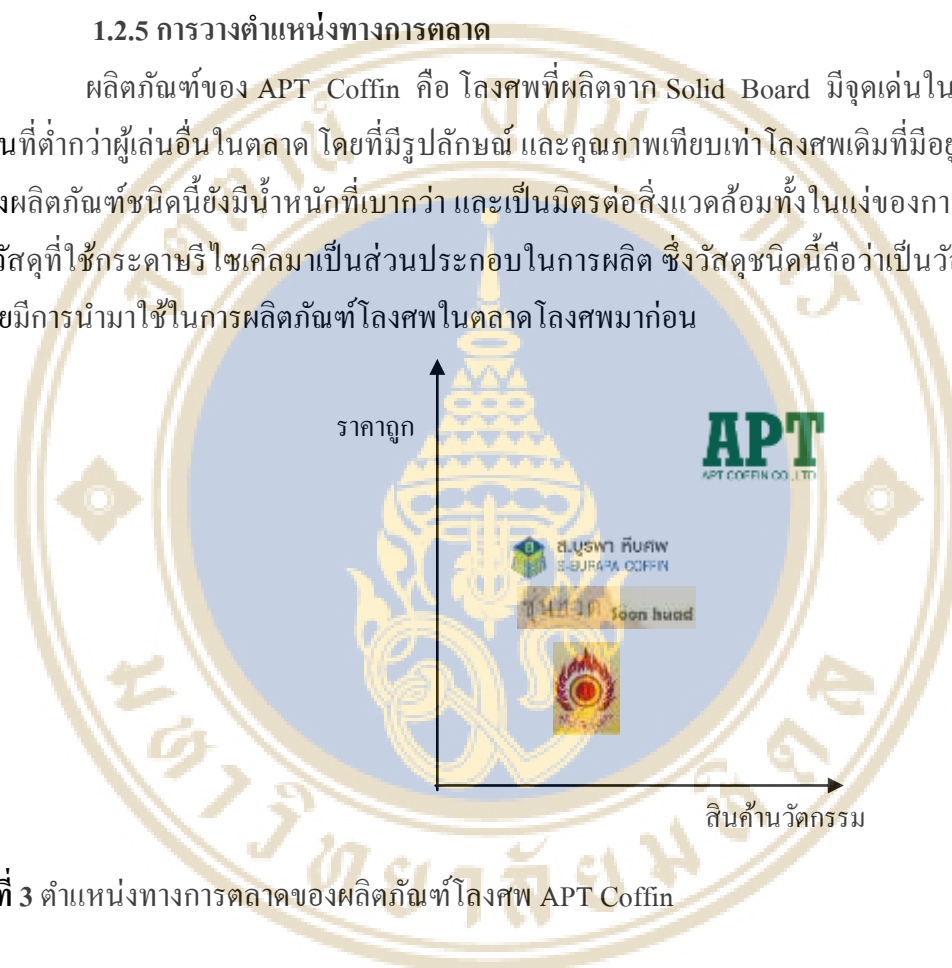 1.2.5 การวางตำแหน่งทางการตลาด
ผลิตภัณฑ์ของ APT Coffin คือ โลงศพที่ผลิตจาก Solid Board มีจุดเด่นใน
นที่ต่ำกว่าผู้เล่นอื่นในตลาด โดยที่มีรูปลักษณ์ และคุณภาพเทียบเท่าโลงศพเดิมที่มีอยู่
งผลิตภัณฑ์ชนิดนี้ยังมีน้ำหนักที่เบากว่า และเป็นมิตรต่อสิ่งแวดล้อมทั้งในแง่ของกา
วัสดุที่ใช้กระดาษรีไซเคิลมาเป็นส่วนประกอบในการผลิต ซึ่งวัสดุชนิดนี้ถือว่าเป็นวั
ยมีการนำมาใช้ในการผลิตภัณฑ์โลงศพในตลาดโลงศพมาก่อน
ราคาถูก
APT
APT COFFIN CO.,LTD
ส.บูรพา หีบศพ
S-BURAPA COFFIN
ซุ่นฮวด Soon huad
สินค้านวัตกรรม
ที่ 3 ตำแหน่งทางการตลาดของผลิตภัณฑ์โลงศพ APT Coffin
มหาวิทยาลัยมหิดล